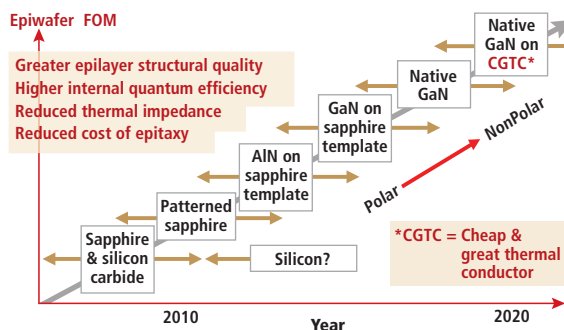 Epiwafer FOM
Greater epilayer structural quality
Higher internal quantum efficiency
Reduced thermal impedance
Reduced cost of epitaxy
Native
GaN on
CGTC*
Native
GaN
GaN on
sapphire
template
AlN on
sapphire
template
Patterned
sapphire
Sapphire
& silicon
carbide
Silicon?
Polar
NonPolar
*CGTC = Cheap &
great thermal
conductor
2010
Year
2020